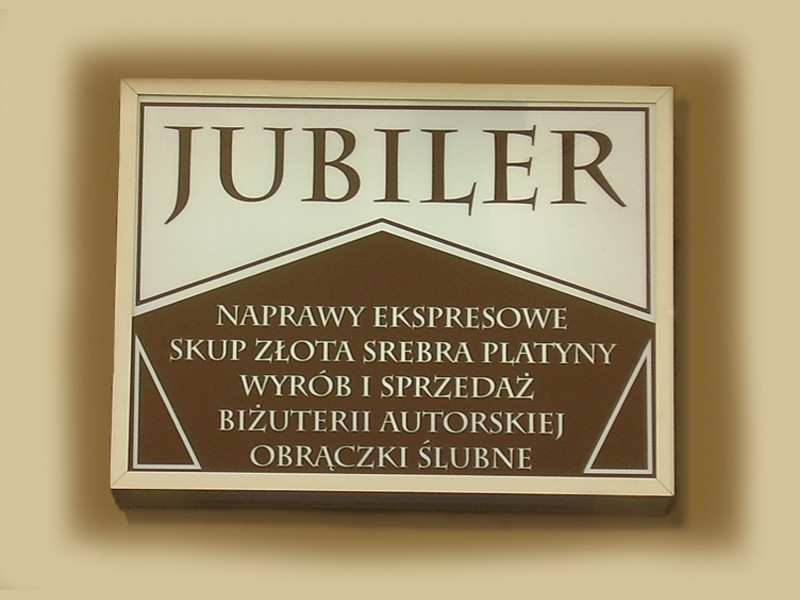 JUBILER
NAPRAWY EKSPRESOWE
SKUP ZŁOTA SREBRA PLATYNY
WYRÓB I SPRZEDAŻ
BIŻUTERII AUTORSKIEJ
OBRĄCZKI ŚLUBNE